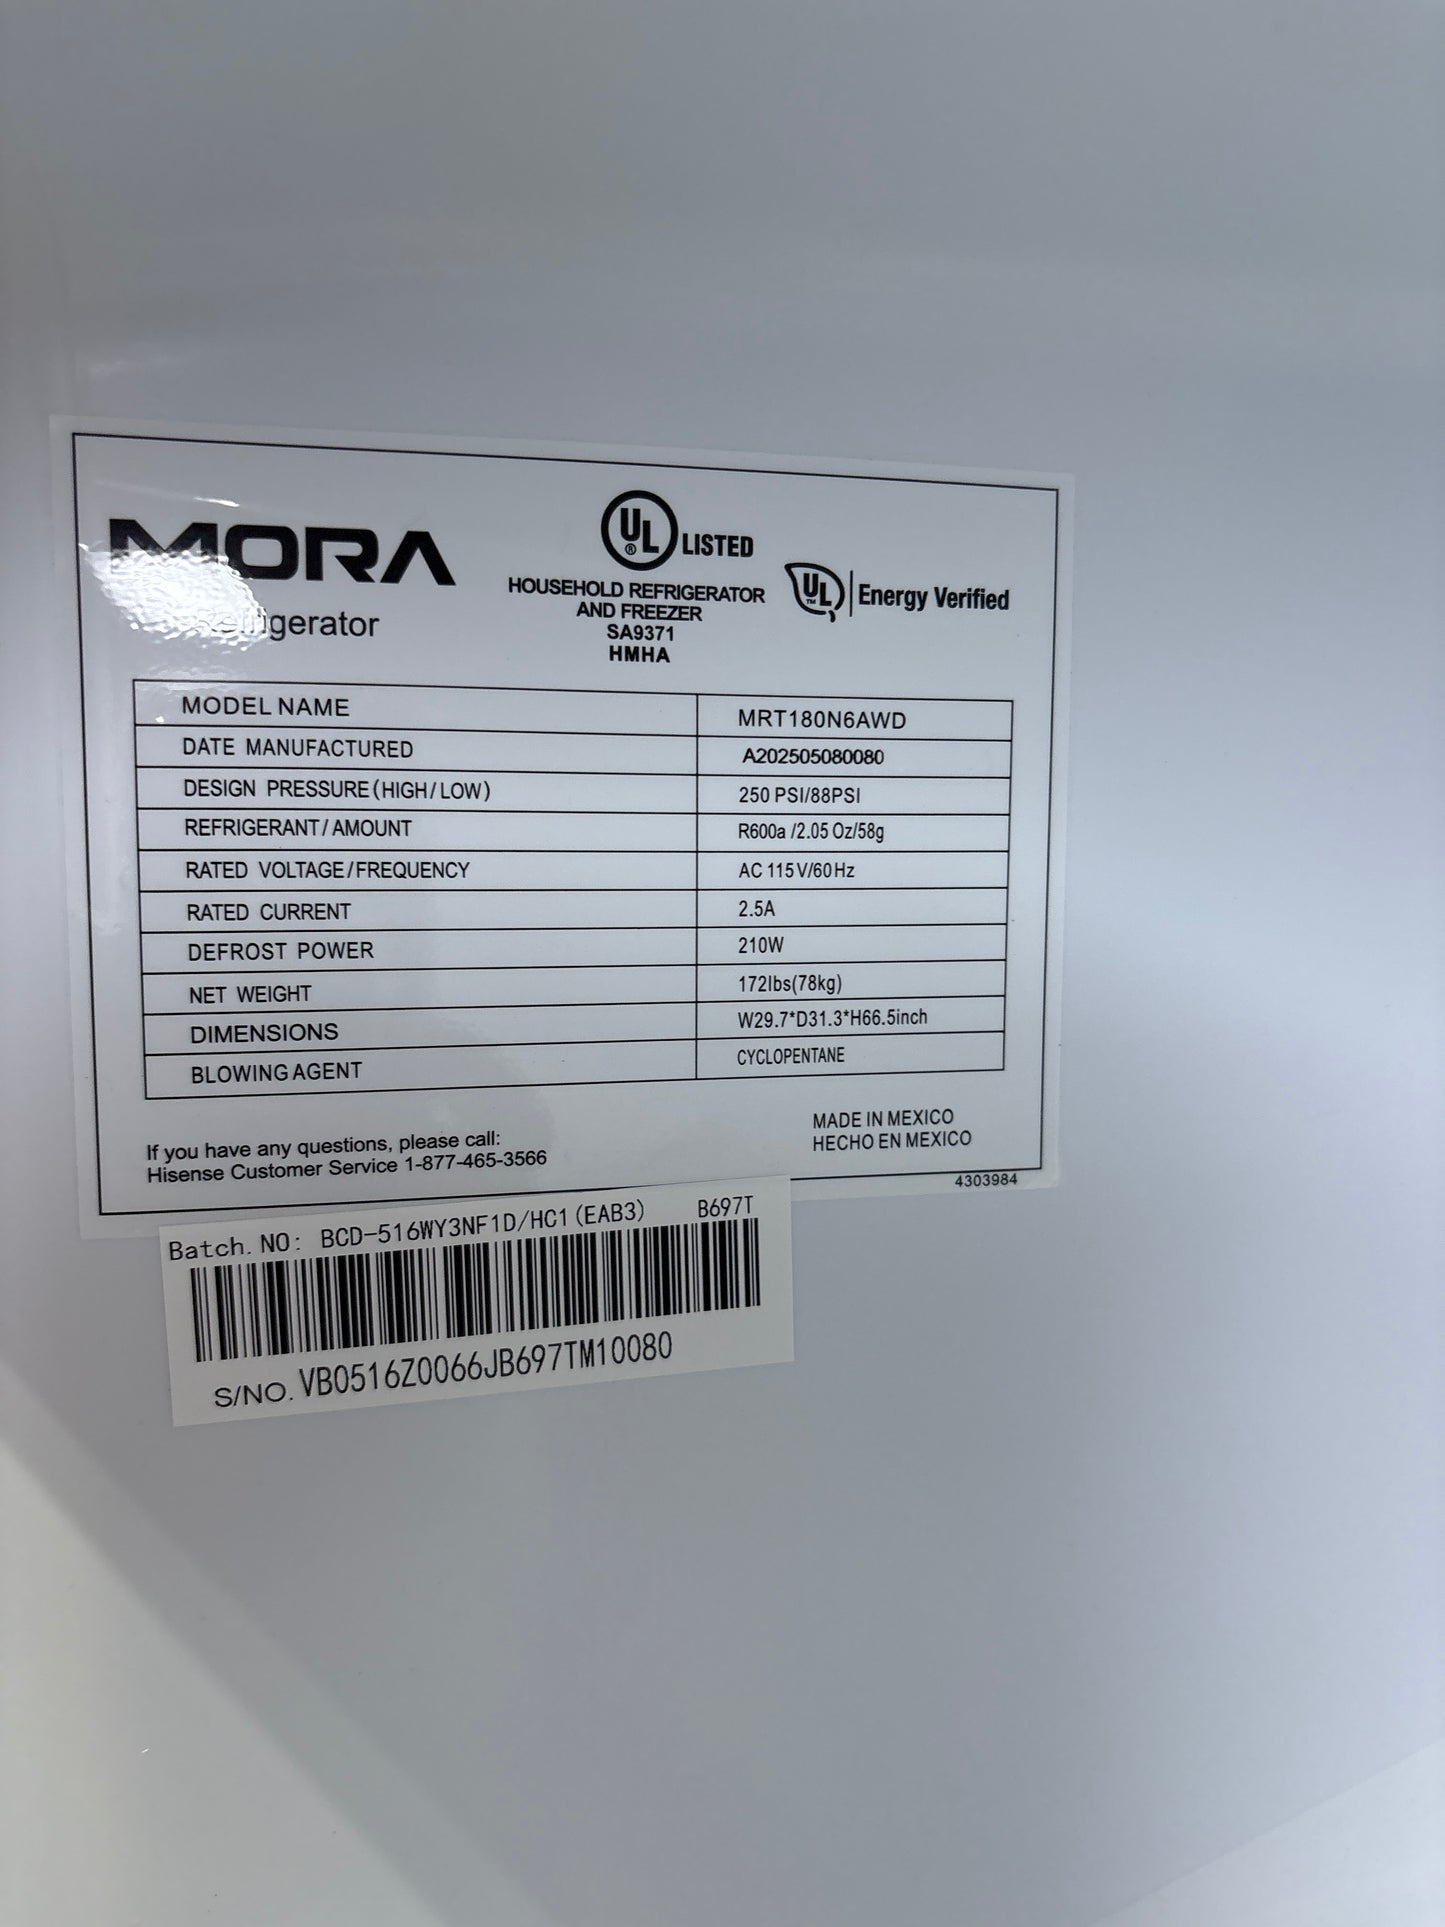 MORA
Refrigerator
UL® LISTED
HOUSEHOLD REFRIGERATOR
AND FREEZER
SA9371
HMHA
UL™ Energy Verified
MODEL NAME MRT180N6AWD
DATE MANUFACTURED A202505080080
DESIGN PRESSURE(HIGH/LOW) 250 PSI/88PSI
REFRIGERANT/AMOUNT R600a /2.05 Oz/58g
RATED VOLTAGE/FREQUENCY AC 115V/60Hz
RATED CURRENT 2.5A
DEFROST POWER 210W
NET WEIGHT 172lbs(78kg)
DIMENSIONS W29.7*D31.3*H66.5inch
BLOWING AGENT CYCLOPENTANE
If you have any questions, please call:
Hisense Customer Service 1-877-465-3566
MADE IN MEXICO
HECHO EN MEXICO
4303984
Batch. NO: BCD-516WY3NF1D/HC1(EAB3) B697T
S/NO. VB0516Z0066JB697TM10080